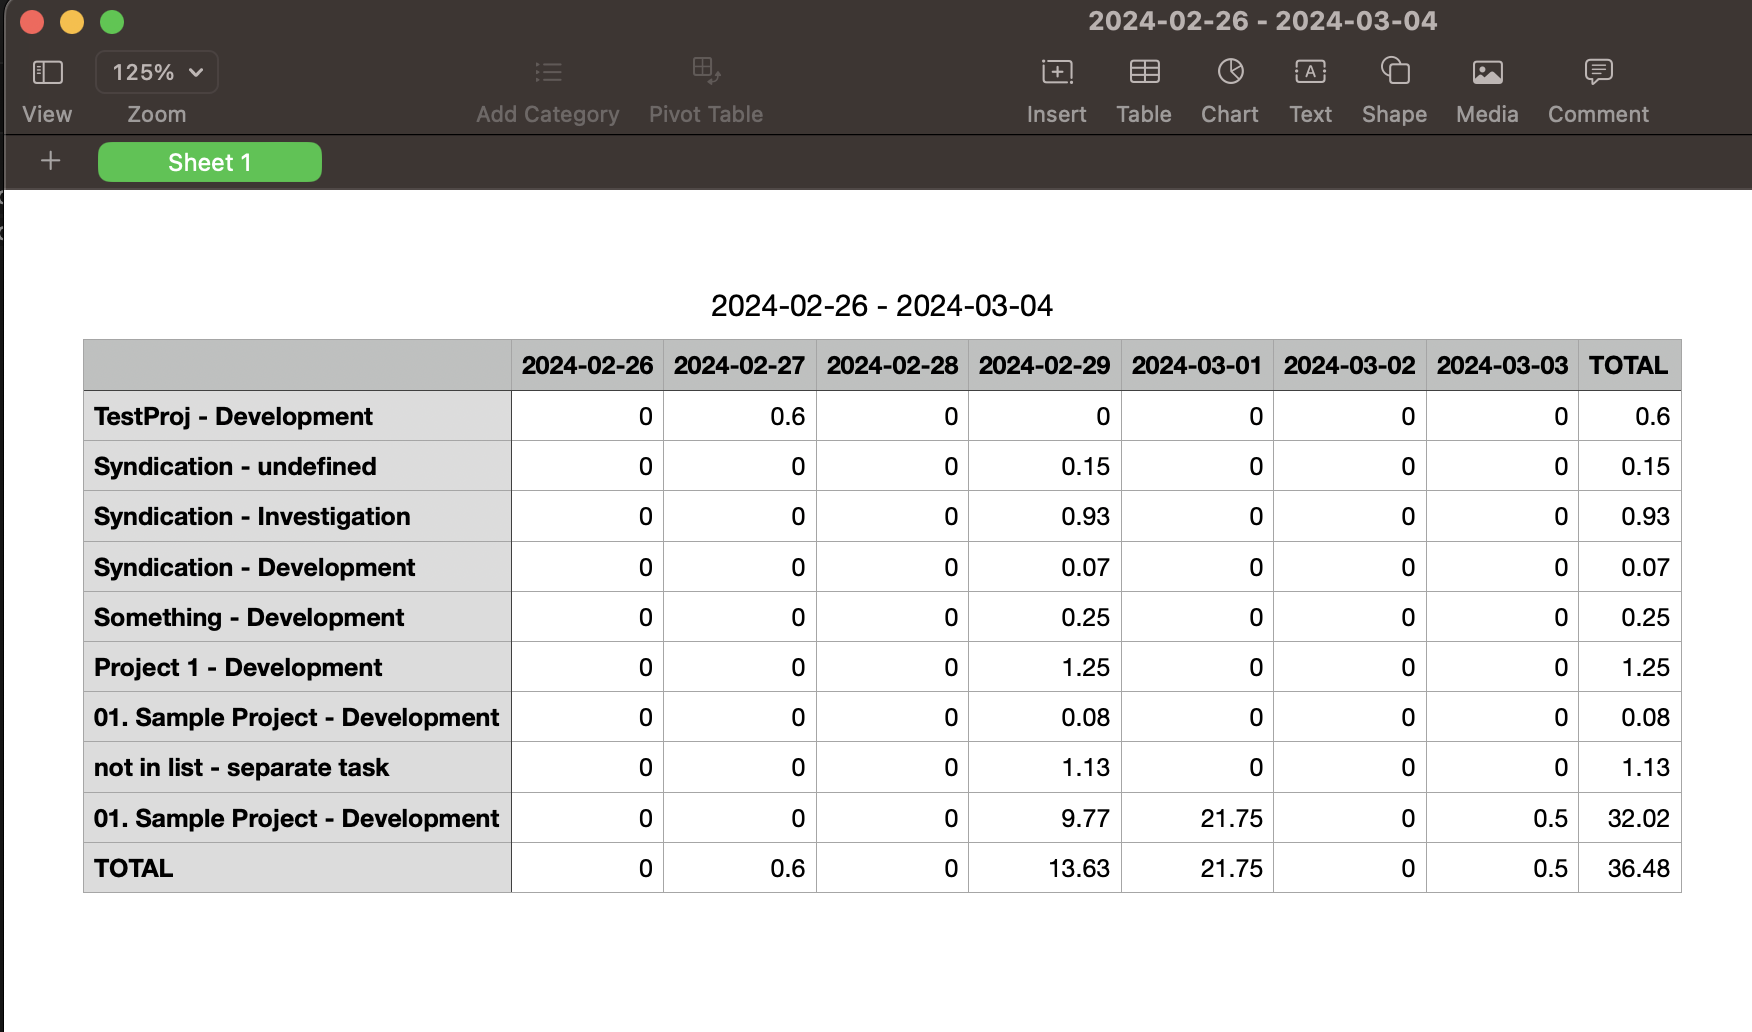 2024-02-26 - 2024-03-04
125%
View Zoom Add Category Pivot Table Insert Table Chart Text Shape Media Comment
+ Sheet 1
2024-02-26 - 2024-03-04
2024-02-26 2024-02-27 2024-02-28 2024-02-29 2024-03-01 2024-03-02 2024-03-03 TOTAL
TestProj - Development 0 0.6 0 0 0 0 0 0.6
Syndication - undefined 0 0 0 0.15 0 0 0 0.15
Syndication - Investigation 0 0 0 0.93 0 0 0 0.93
Syndication - Development 0 0 0 0.07 0 0 0 0.07
Something - Development 0 0 0 0.25 0 0 0 0.25
Project 1 - Development 0 0 0 1.25 0 0 0 1.25
01. Sample Project - Development 0 0 0 0.08 0 0 0 0.08
not in list - separate task 0 0 0 1.13 0 0 0 1.13
01. Sample Project - Development 0 0 0 9.77 21.75 0 0.5 32.02
TOTAL 0 0.6 0 13.63 21.75 0 0.5 36.48